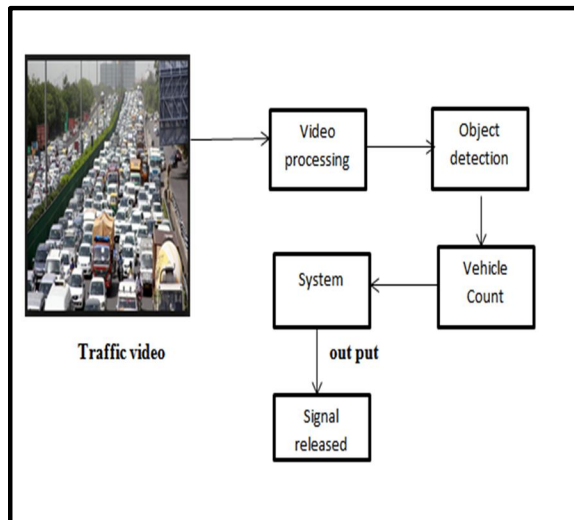 Video
processing
Object
detection
System
Vehicle
Count
Traffic video
out put
Signal
released